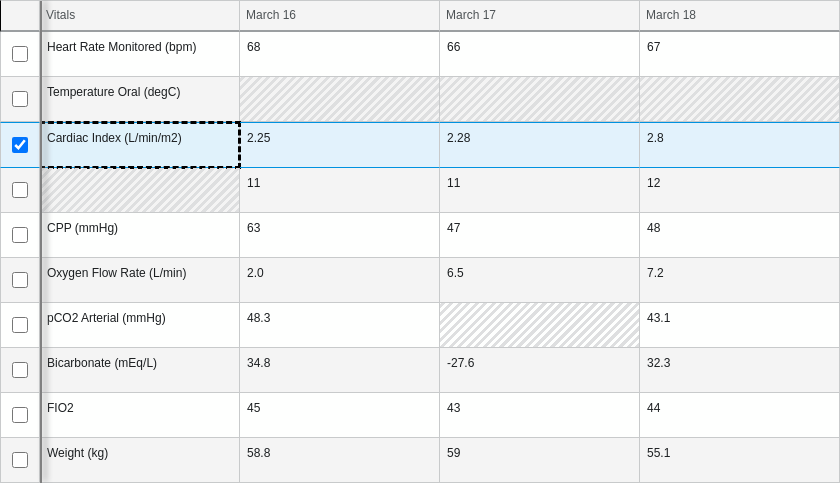 Vitals March 16 March 17 March 18
Heart Rate Monitored (bpm) 68 66 67
Temperature Oral (degC)
Cardiac Index (L/min/m2) 2.25 2.28 2.8
11 11 12
CPP (mmHg) 63 47 48
Oxygen Flow Rate (L/min) 2.0 6.5 7.2
pCO2 Arterial (mmHg) 48.3 43.1
Bicarbonate (mEq/L) 34.8 -27.6 32.3
FIO2 45 43 44
Weight (kg) 58.8 59 55.1